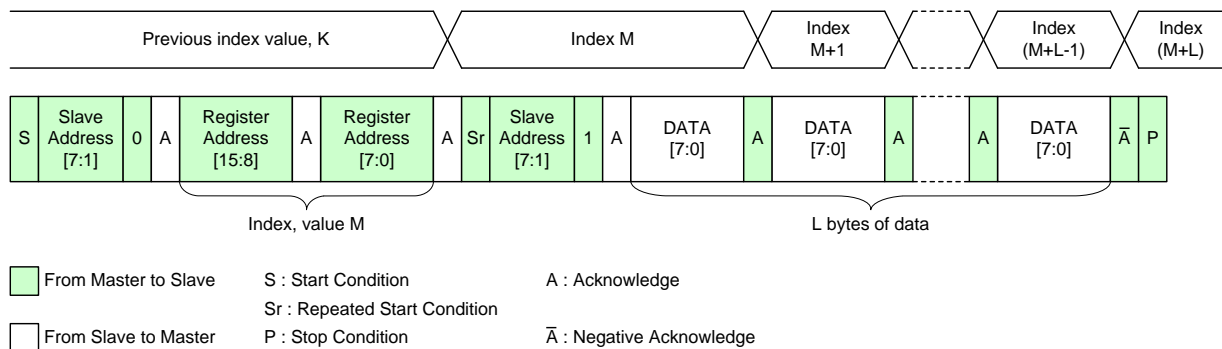 Previous index value, K
Index M
Index
M+1
Index
(M+L-1)
Index
(M+L)
S
Slave
Address
[7:1]
0
A
Register
Address
[15:8]
A
Register
Address
[7:0]
A
Sr
Slave
Address
[7:1]
1
A
DATA
[7:0]
A
DATA
[7:0]
A
A
DATA
[7:0]
A̅
P
Index, value M
L bytes of data
From Master to Slave
S : Start Condition
A : Acknowledge
Sr : Repeated Start Condition
From Slave to Master
P : Stop Condition
A̅ : Negative Acknowledge